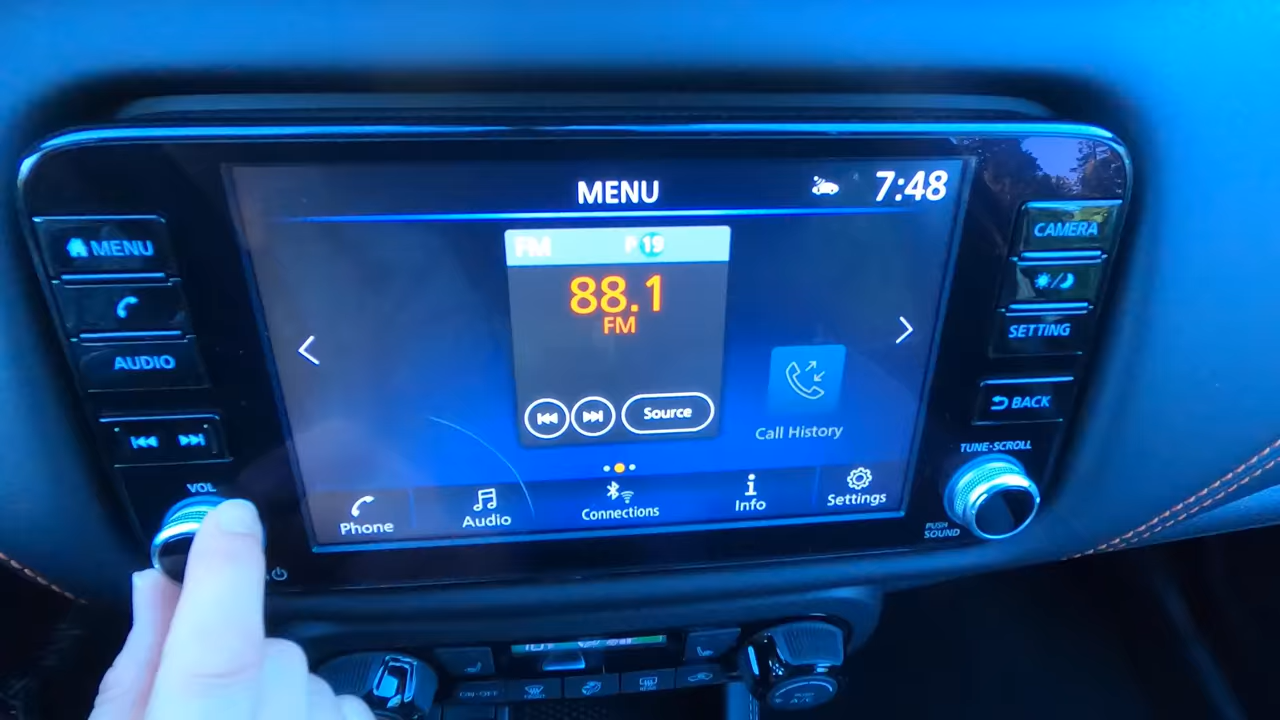 MENU
7:48
MENU
CAMERA
FM
P 19
88.1
FM
SETTING
AUDIO
Source
BACK
Call History
VOL
TUNE·SCROLL
Phone
Audio
Connections
Info
Settings
PUSH
SOUND